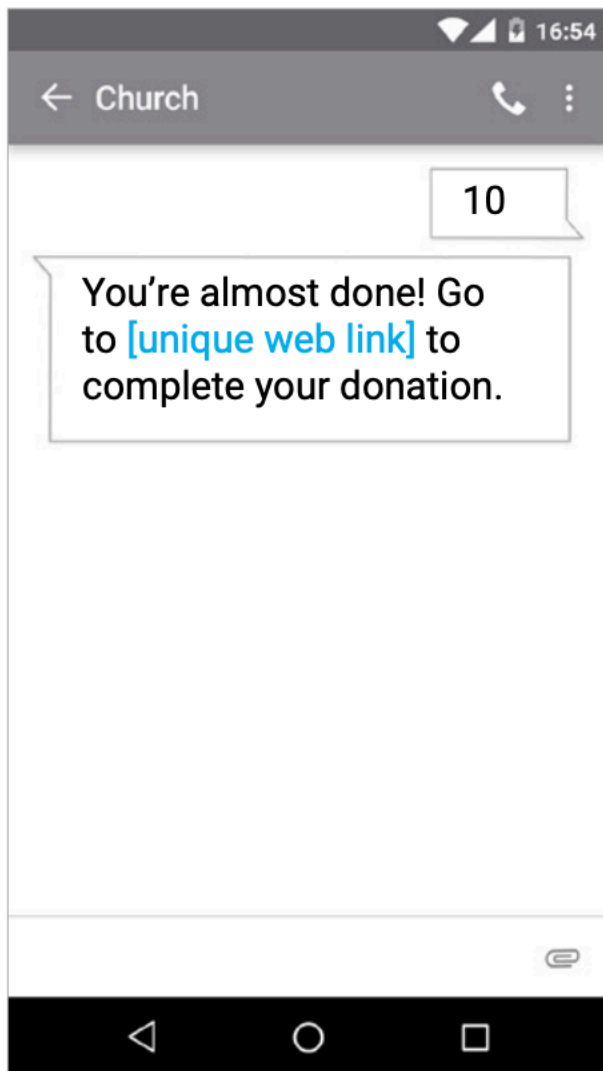 16:54
Church
10
You’re almost done! Go
to [unique web link] to
complete your donation.